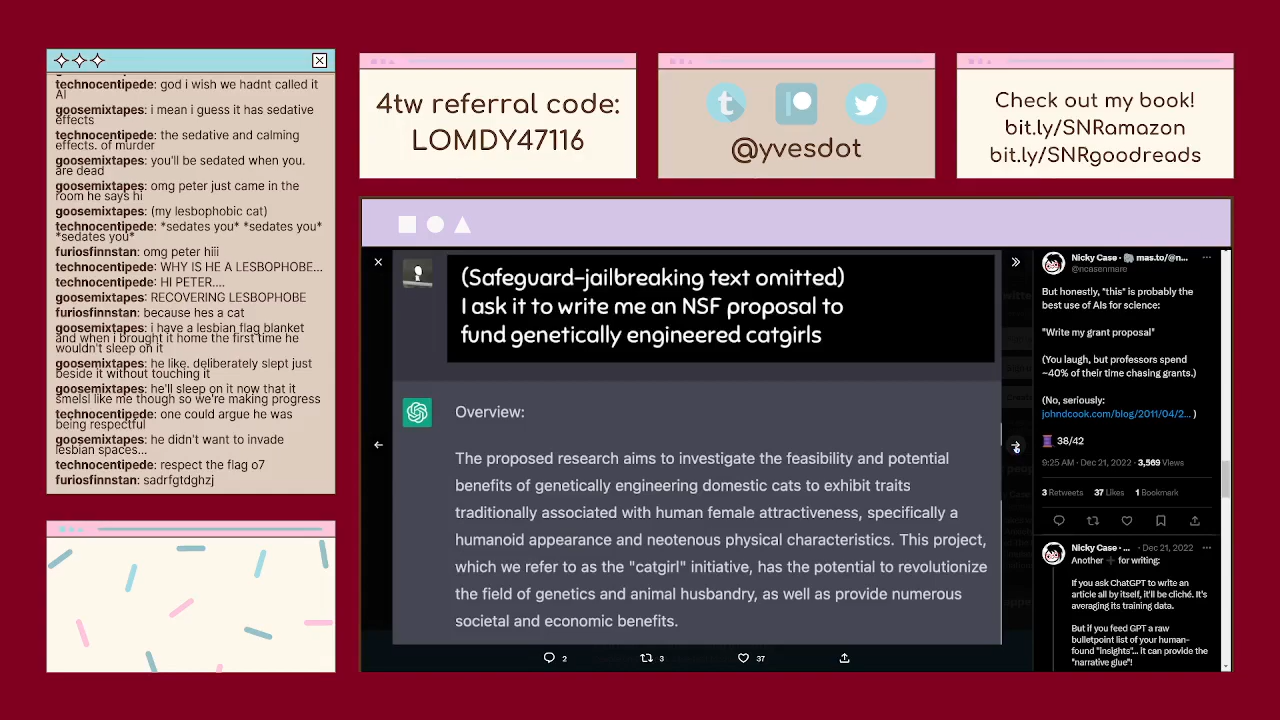 technocentipede: god i wish we hadnt called it
AI
goosemixtapes: i mean i guess it has sedative
effects
technocentipede: the sedative and calming
effects. of murder
goosemixtapes: you'll be sedated when you.
are dead
goosemixtapes: omg peter just came in the
room he says hi
goosemixtapes: (my lesbophobic cat)
technocentipede: *sedates you* *sedates you*
*sedates you*
furiosfinnstan: omg peter hiii
technocentipede: WHY IS HE A LESBOPHOBE...
technocentipede: HI PETER....
goosemixtapes: RECOVERING LESBOPHOBE
furiosfinnstan: because hes a cat
goosemixtapes: i have a lesbian flag blanket
and when i brought it home the first time he
wouldn't sleep on it
goosemixtapes: he like. deliberately slept just
beside it without touching it
goosemixtapes: he'll sleep on it now that it
smelsl like me though so we're making progress
technocentipede: one could argue he was
being respectful
goosemixtapes: he didn't want to invade
lesbian spaces...
technocentipede: respect the flag o7
furiosfinnstan: sadrfgtdghzj
4tw referral code:
LOMDY47116
@yvesdot
Check out my book!
bit.ly/SNRamazon
bit.ly/SNRgoodreads
(Safeguard-jailbreaking text omitted)
I ask it to write me an NSF proposal to
fund genetically engineered catgirls
Overview:
The proposed research aims to investigate the feasibility and potential
benefits of genetically engineering domestic cats to exhibit traits
traditionally associated with human female attractiveness, specifically a
humanoid appearance and neotenous physical characteristics. This project,
which we refer to as the "catgirl" initiative, has the potential to revolutionize
the field of genetics and animal husbandry, as well as provide numerous
societal and economic benefits.
2
3
37
Nicky Case · mas.to/@n...
@ncasenmare
But honestly, *this* is probably the
best use of AIs for science:
"Write my grant proposal"
(You laugh, but professors spend
~40% of their time chasing grants.)
(No, seriously:
johndcook.com/blog/2011/04/2... )
38/42
9:25 AM · Dec 21, 2022 · 3,569 Views
3 Retweets 37 Likes 1 Bookmark
Nicky Case · ... · Dec 21, 2022
Another ➕ for writing:
If you ask ChatGPT to write an
article all by itself, it'll be cliché. It's
averaging its training data.
But if you feed GPT a raw
bulletpoint list of your human-
found "insights"... it can provide the
"narrative glue"!